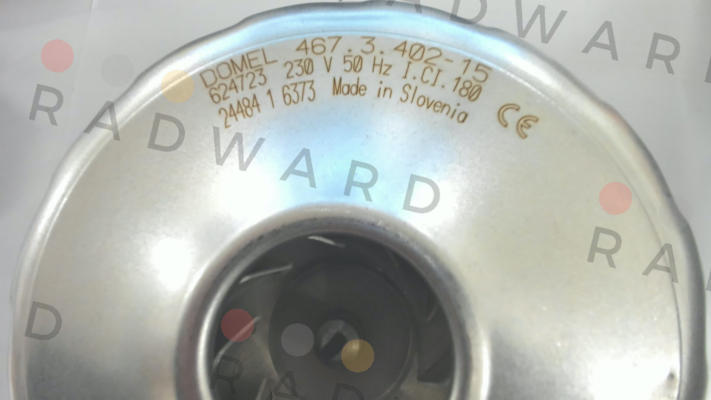 DOMEL 467.3.402-15
624723 230 V 50 Hz I.CI.180
24484 1 6373 Made in Slovenia CE
RADWARD
RADWARD
RA
D
RAD